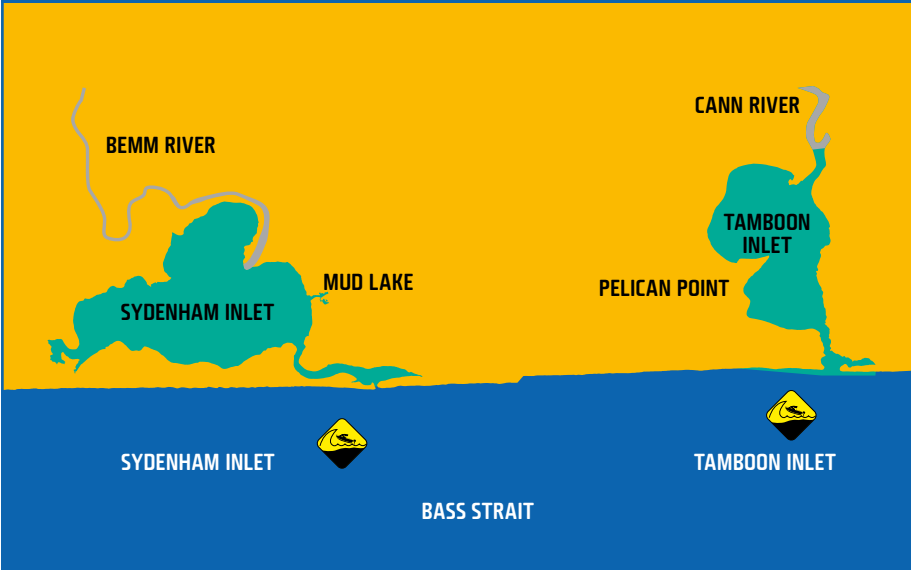 CANN RIVER
BEMM RIVER
TAMBOON
INLET
MUD LAKE
PELICAN POINT
SYDENHAM INLET
SYDENHAM INLET
TAMBOON INLET
BASS STRAIT